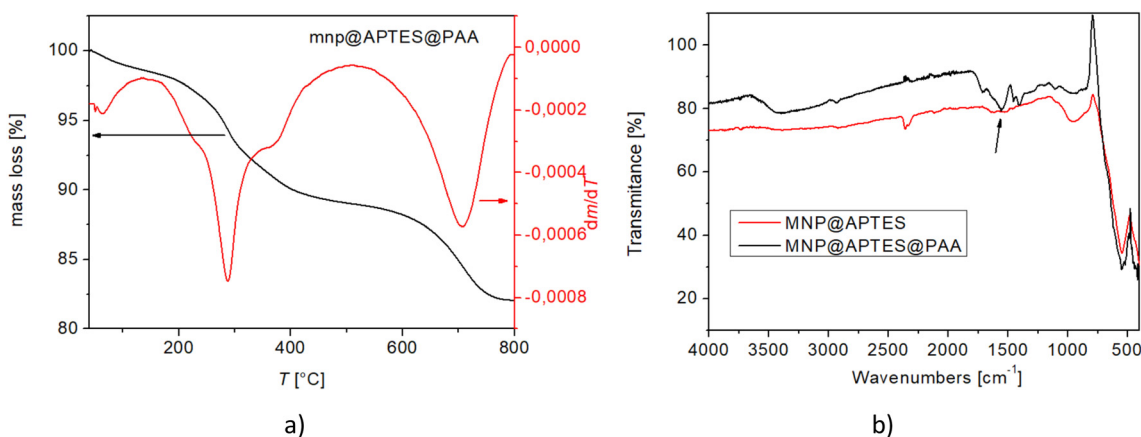 mnp@APTES@PAA
100
95
90
85
80
mass loss [%]
200
400
600
800
T [°C]
0,0000
-0,0002
-0,0004
-0,0006
-0,0008
dm/dT
a)
100
80
60
40
20
Transmitance [%]
MNP@APTES
MNP@APTES@PAA
4000
3500
3000
2500
2000
1500
1000
500
Wavenumbers [cm⁻¹]
b)